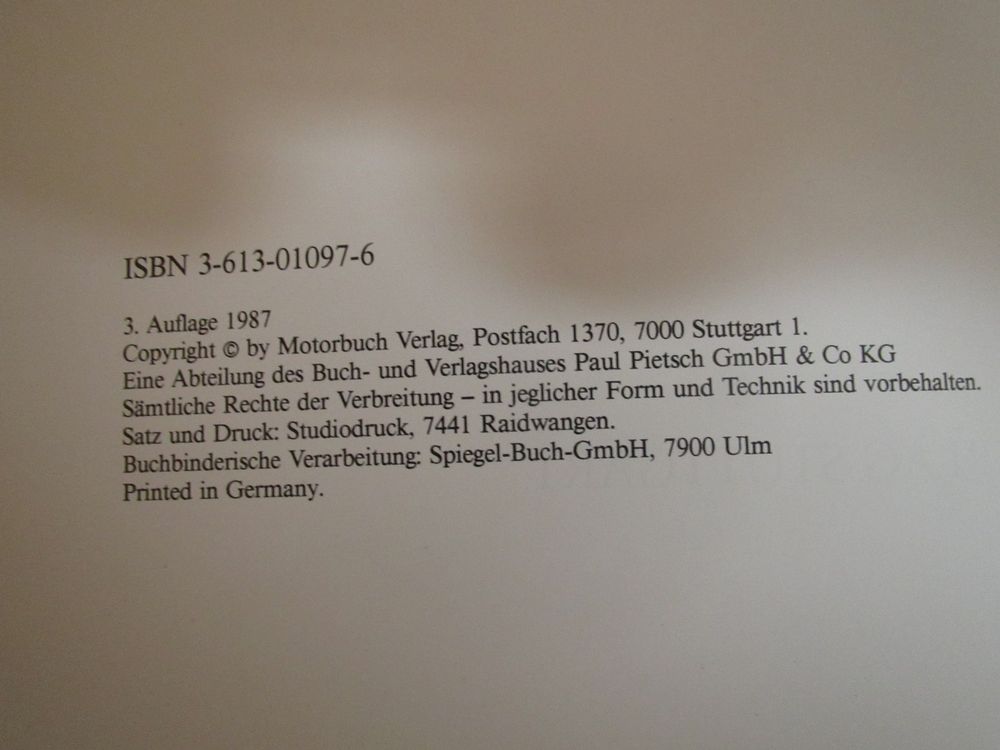 ISBN 3-613-01097-6
3. Auflage 1987
Copyright © by Motorbuch Verlag, Postfach 1370, 7000 Stuttgart 1.
Eine Abteilung des Buch- und Verlagshauses Paul Pietsch GmbH & Co KG
Sämtliche Rechte der Verbreitung – in jeglicher Form und Technik sind vorbehalten.
Satz und Druck: Studiodruck, 7441 Raidwangen.
Buchbinderische Verarbeitung: Spiegel-Buch-GmbH, 7900 Ulm
Printed in Germany.